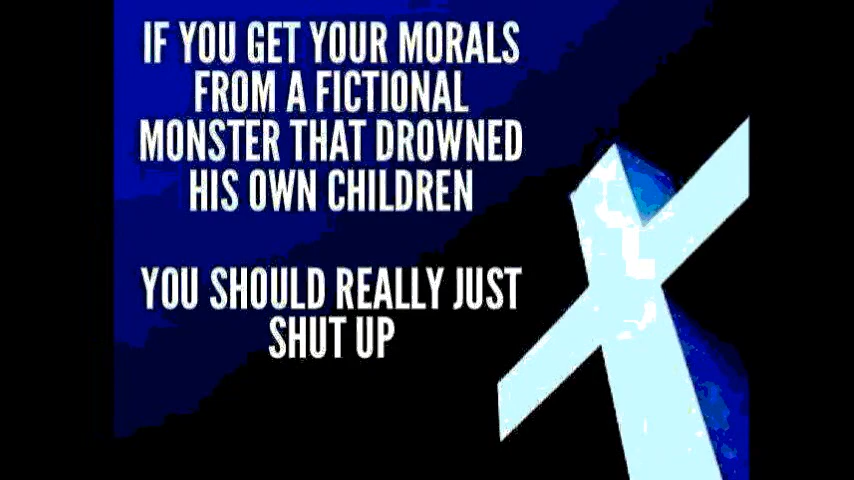 IF YOU GET YOUR MORALS
FROM A FICTIONAL
MONSTER THAT DROWNED
HIS OWN CHILDREN
YOU SHOULD REALLY JUST
SHUT UP